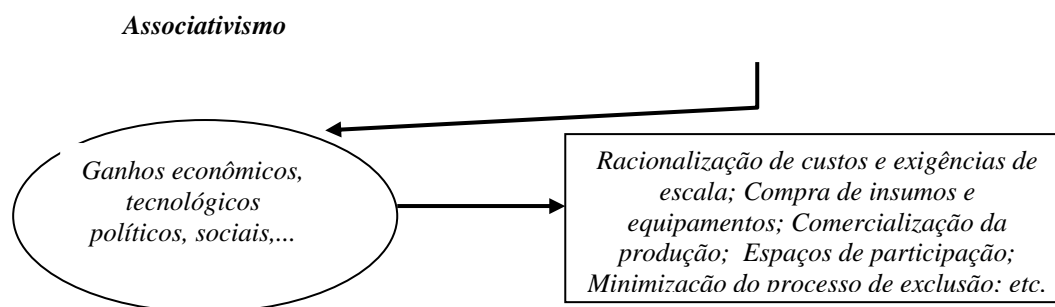 Associativismo
Ganhos econômicos,
tecnológicos
políticos, sociais,...
Racionalização de custos e exigências de
escala; Compra de insumos e
equipamentos; Comercialização da
produção; Espaços de participação;
Minimização do processo de exclusão; etc.